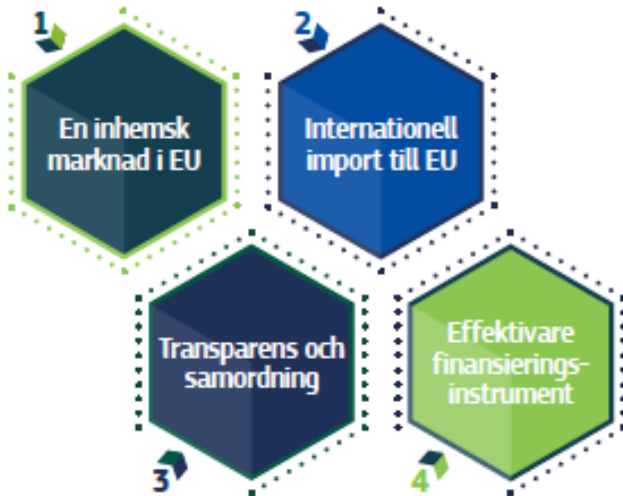 1
En inhemsk
marknad i EU
2
Internationell
import till EU
Transparens och
samordning
3
Effektivare
finansierings-
instrument
4